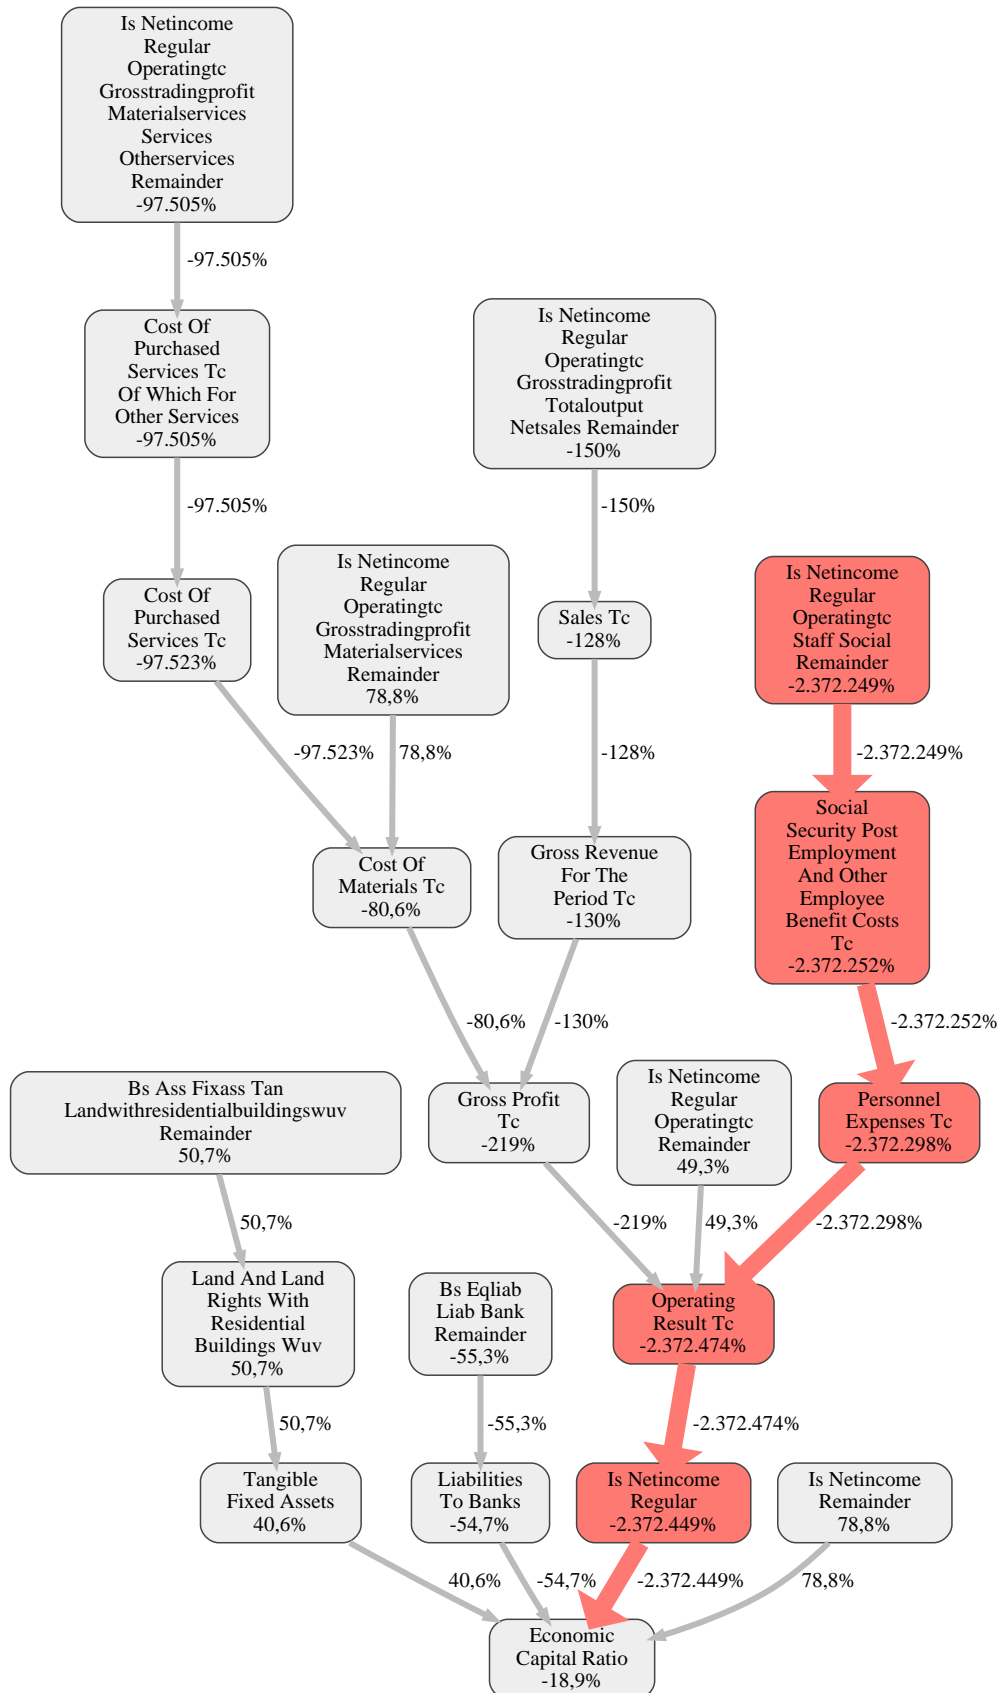 Is Netincome
Regular
Operatingtc
Grosstradingprofit
Materialservices
Services
Otherservices
Remainder
-97.505%
-97.505%
Cost Of
Purchased
Services Tc
Of Which For
Other Services
-97.505%
Is Netincome
Regular
Operatingtc
Grosstradingprofit
Totaloutput
Netsales Remainder
-150%
-97.505%
-150%
Cost Of
Purchased
Services Tc
-97.523%
Is Netincome
Regular
Operatingtc
Grosstradingprofit
Materialservices
Remainder
78,8%
Sales Tc
-128%
Is Netincome
Regular
Operatingtc
Staff Social
Remainder
-2.372.249%
-97.523%
78,8%
-128%
-2.372.249%
Cost Of
Materials Tc
-80,6%
Gross Revenue
For The
Period Tc
-130%
Social
Security Post
Employment
And Other
Employee
Benefit Costs
Tc
-2.372.252%
-80,6%
-130%
-2.372.252%
Bs Ass Fixass Tan
Landwithresidentialbuildingswuv
Remainder
50,7%
Gross Profit
Tc
-219%
Is Netincome
Regular
Operatingtc
Remainder
49,3%
Personnel
Expenses Tc
-2.372.298%
50,7%
-219%
49,3%
-2.372.298%
Land And Land
Rights With
Residential
Buildings Wuv
50,7%
Bs Eqliab
Liab Bank
Remainder
-55,3%
Operating
Result Tc
-2.372.474%
50,7%
-55,3%
-2.372.474%
Tangible
Fixed Assets
40,6%
Liabilities
To Banks
-54,7%
Is Netincome
Regular
-2.372.449%
Is Netincome
Remainder
78,8%
40,6%
-54,7%
-2.372.449%
78,8%
Economic
Capital Ratio
-18,9%